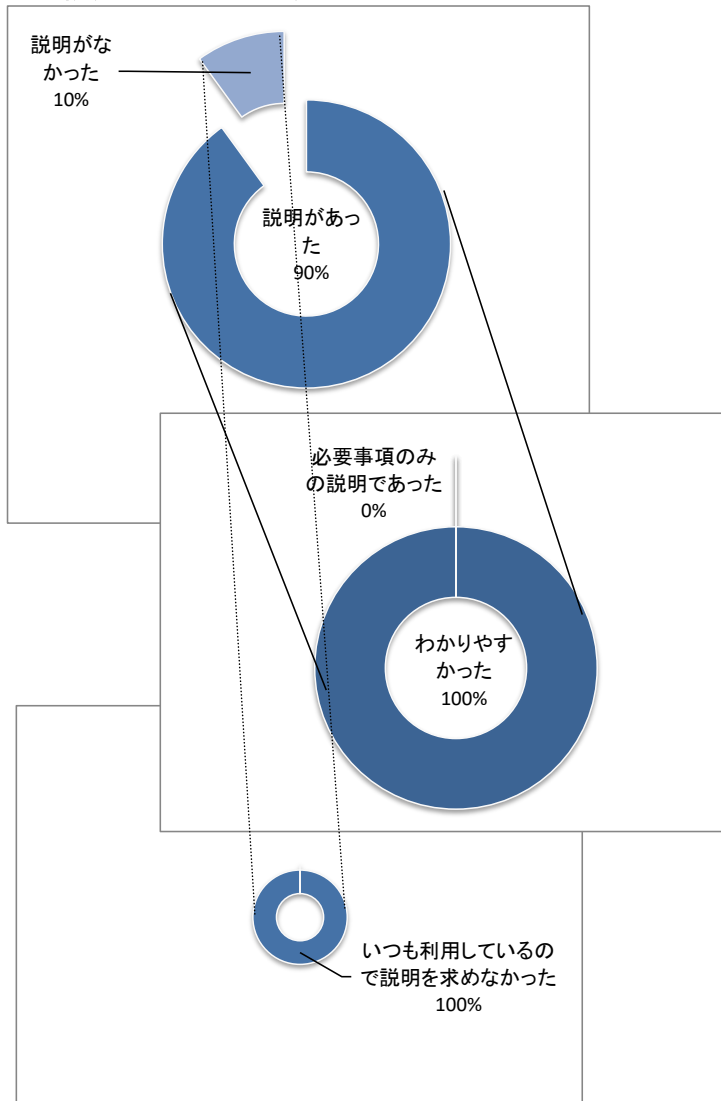 説明がな
かった
10%
説明があっ
た
90%
必要事項のみ
の説明であった
0%
わかりやす
かった
100%
いつも利用しているの
で説明を求めなかった
100%